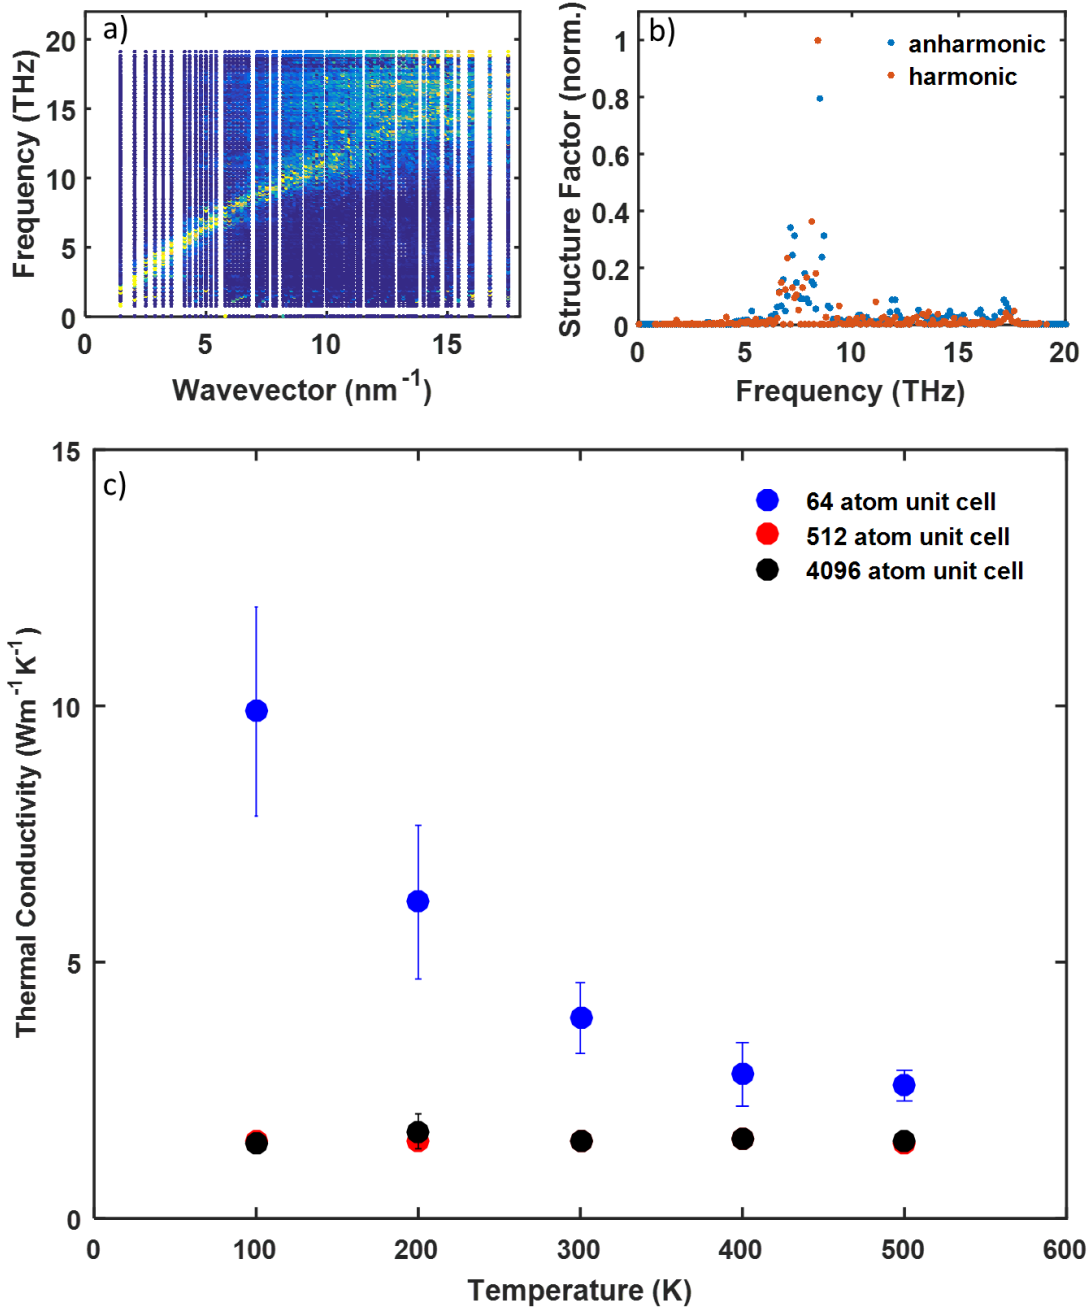 a)
Frequency (THz)
20
15
10
5
0
0
5
10
15
Wavevector (nm⁻¹)
b)
Structure Factor (norm.)
1
0.8
0.6
0.4
0.2
0
0
5
10
15
20
Frequency (THz)
anharmonic
harmonic
c)
Thermal Conductivity (Wm⁻¹K⁻¹)
15
10
5
0
64 atom unit cell
512 atom unit cell
4096 atom unit cell
0
100
200
300
400
500
600
Temperature (K)